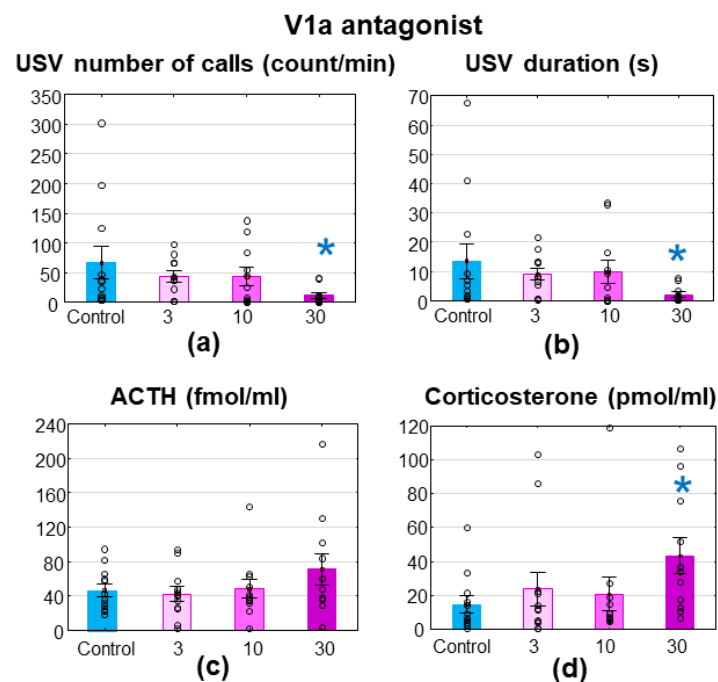 V1a antagonist
USV number of calls (count/min)
350
300
250
200
150
100
50
0
Control 3 10 30
(a)
USV duration (s)
70
60
50
40
30
20
10
0
Control 3 10 30
(b)
ACTH (fmol/ml)
240
200
160
120
80
40
0
Control 3 10 30
(c)
Corticosterone (pmol/ml)
120
100
80
60
40
20
0
Control 3 10 30
(d)